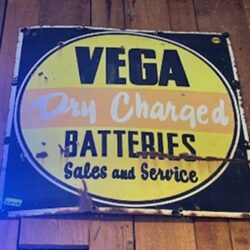 VEGA
Dry Charged
BATTERIES
Sales and Service